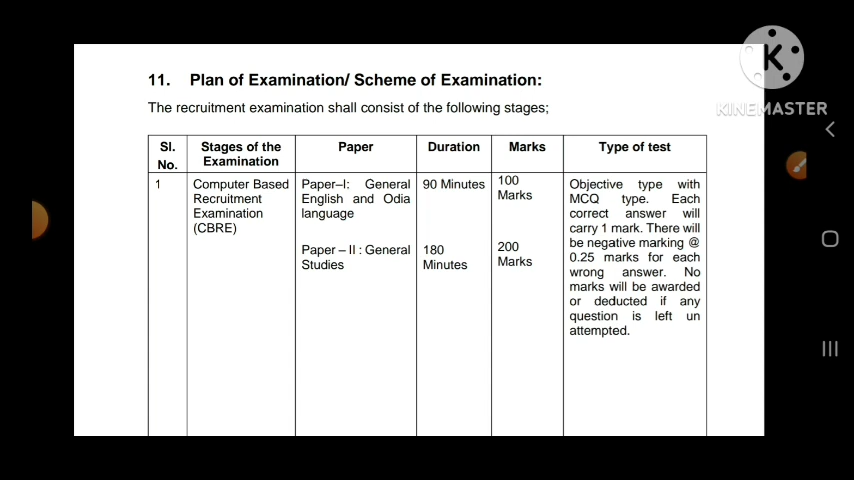 11. Plan of Examination/ Scheme of Examination:
The recruitment examination shall consist of the following stages;
Sl. No.
Stages of the Examination
Paper
Duration
Marks
Type of test
1
Computer Based
Recruitment
Examination
(CBRE)
Paper–I: General
English and Odia
language
90 Minutes
100
Marks
Paper – II : General
Studies
180
Minutes
200
Marks
Objective type with
MCQ type. Each
correct answer will
carry 1 mark. There will
be negative marking @
0.25 marks for each
wrong answer. No
marks will be awarded
or deducted if any
question is left un
attempted.
K
KINEMASTER